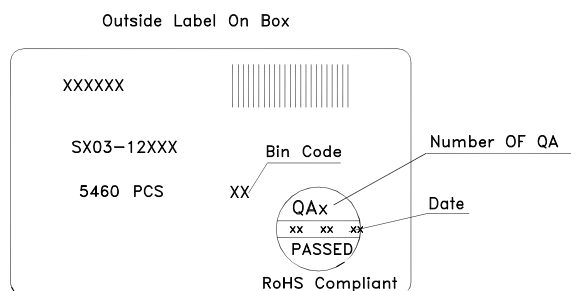 Outside Label On Box
XXXXXX
SX03-12XXX
Bin Code
Number OF QA
5460 PCS
XX
QAx
Date
xx xx xx
PASSED
RoHS Compliant